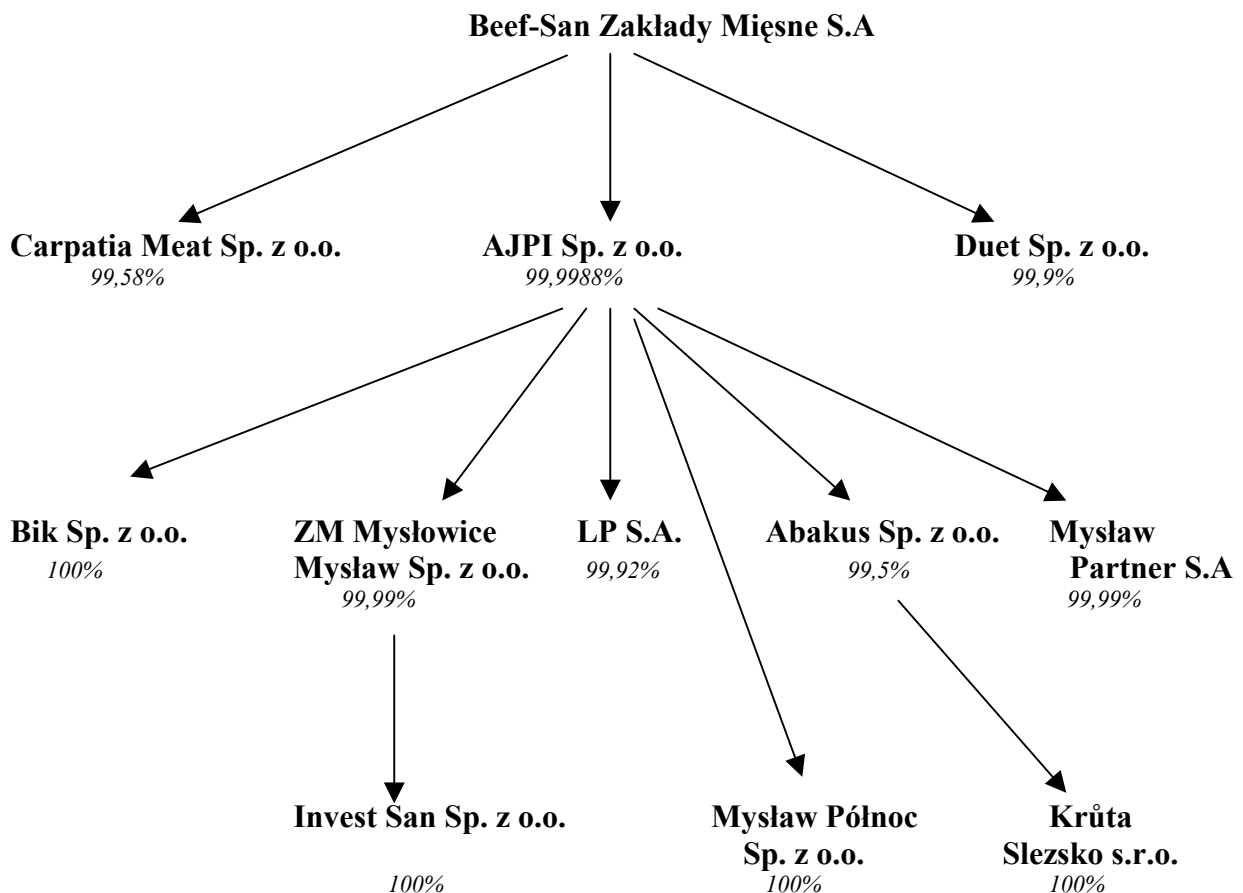 Beef-San Zakłady Mięsne S.A
Carpatia Meat Sp. z o.o.
99,58%
AJPI Sp. z o.o.
99,9988%
Duet Sp. z o.o.
99,9%
Bik Sp. z o.o.
100%
ZM Mysłowice
Mysław Sp. z o.o.
99,99%
LP S.A.
99,92%
Abakus Sp. z o.o.
99,5%
Mysław
Partner S.A
99,99%
Invest San Sp. z o.o.
100%
Mysław Północ
Sp. z o.o.
100%
Krůta
Slezsko s.r.o.
100%